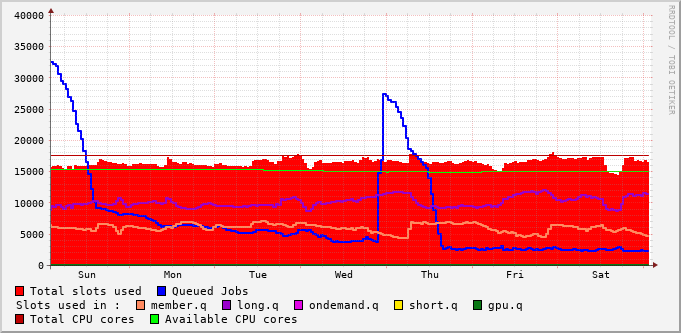 40000
35000
30000
25000
20000
15000
10000
5000
0
Sun Mon Tue Wed Thu Fri Sat
RRDTOOL / TOBI OETIKER
Total slots used Queued Jobs
Slots used in : member.q long.q ondemand.q short.q gpu.q
Total CPU cores Available CPU cores